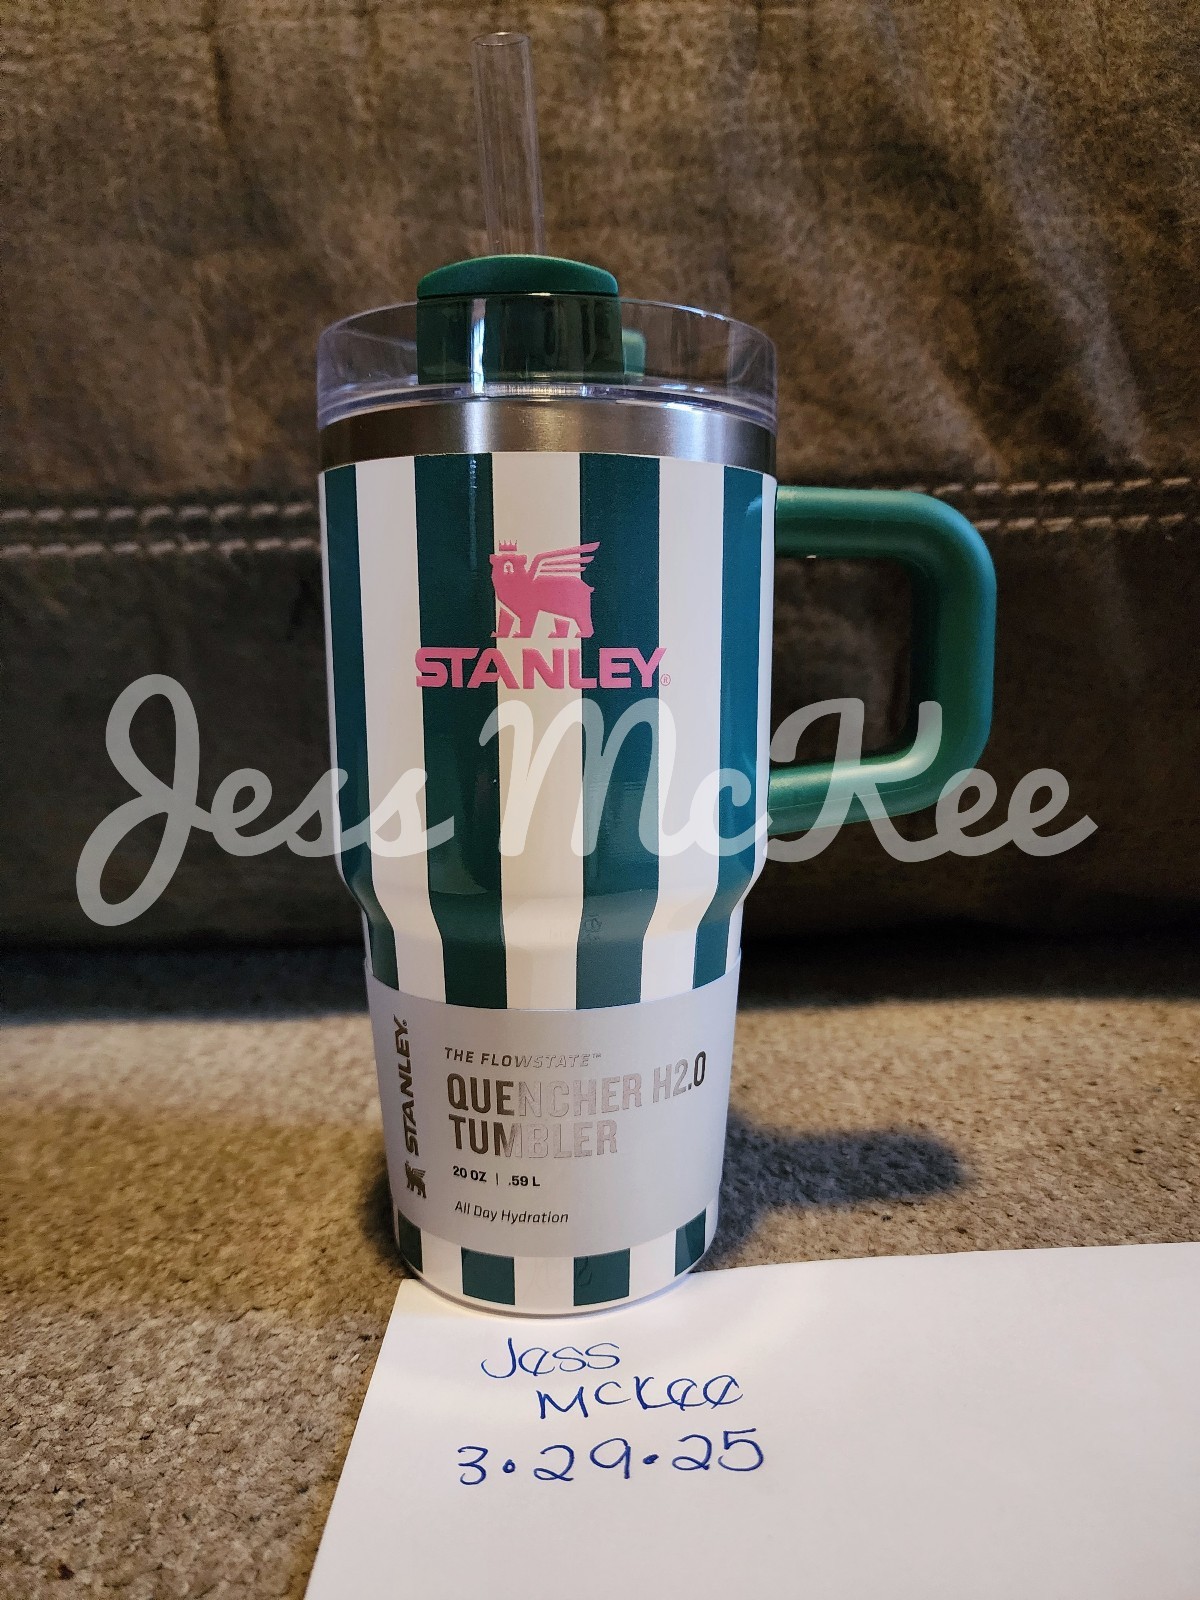 STANLEY®
Jess McKee
STANLEY®
THE FLOWSTATE™
QUENCHER H2.0
TUMBLER
20 OZ | .59 L
All Day Hydration
Jess
McKee
3.29.25